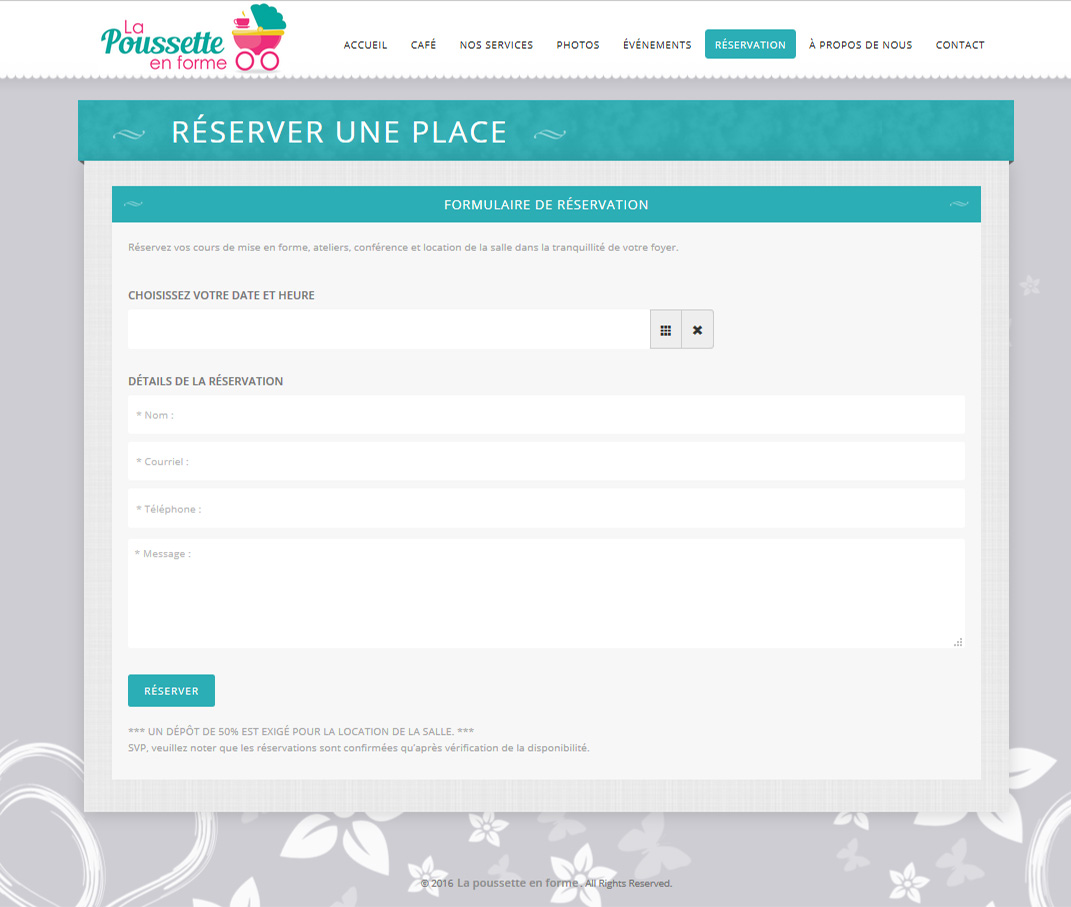 La
Poussette
en forme
ACCUEIL CAFÉ NOS SERVICES PHOTOS ÉVÉNEMENTS RÉSERVATION À PROPOS DE NOUS CONTACT
RÉSERVER UNE PLACE
FORMULAIRE DE RÉSERVATION
Réservez vos cours de mise en forme, ateliers, conférence et location de la salle dans la tranquillité de votre foyer.
CHOISISSEZ VOTRE DATE ET HEURE
DÉTAILS DE LA RÉSERVATION
* Nom :
* Courriel :
* Téléphone :
* Message :
RÉSERVER
*** UN DÉPÔT DE 50% EST EXIGÉ POUR LA LOCATION DE LA SALLE. ***
SVP, veuillez noter que les réservations sont confirmées qu'après vérification de la disponibilité.
© 2016 La poussette en forme. All Rights Reserved.